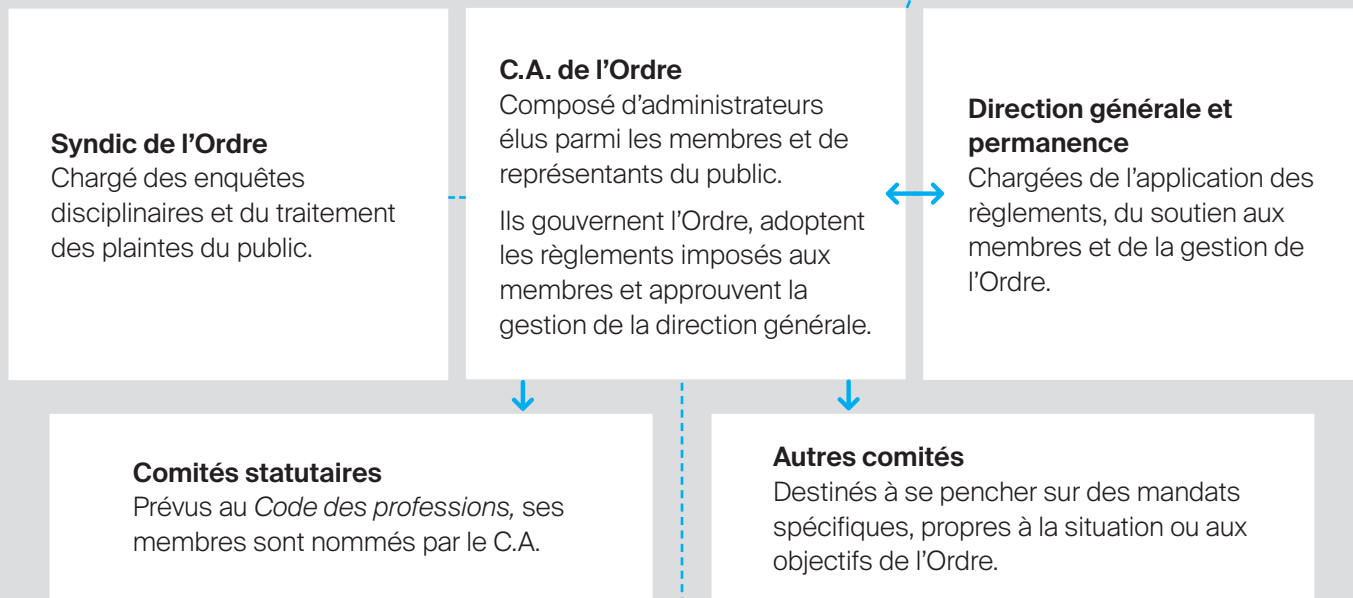 Syndic de l’Ordre
Chargé des enquêtes
disciplinaires et du traitement
des plaintes du public.
C.A. de l’Ordre
Composé d’administrateurs
élus parmi les membres et de
représentants du public.
Ils gouvernent l’Ordre, adoptent
les règlements imposés aux
membres et approuvent la
gestion de la direction générale.
Direction générale et
permanence
Chargées de l’application des
règlements, du soutien aux
membres et de la gestion de
l’Ordre.
Comités statutaires
Prévus au Code des professions, ses
membres sont nommés par le C.A.
Autres comités
Destinés à se pencher sur des mandats
spécifiques, propres à la situation ou aux
objectifs de l’Ordre.